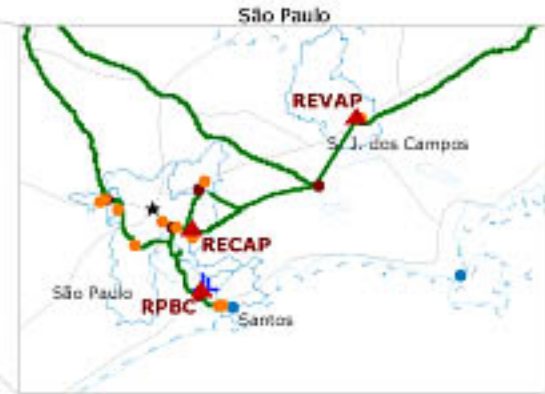 São Paulo
REVAP
S. J. dos Campos
RECAP
São Paulo
RPBC
Santos